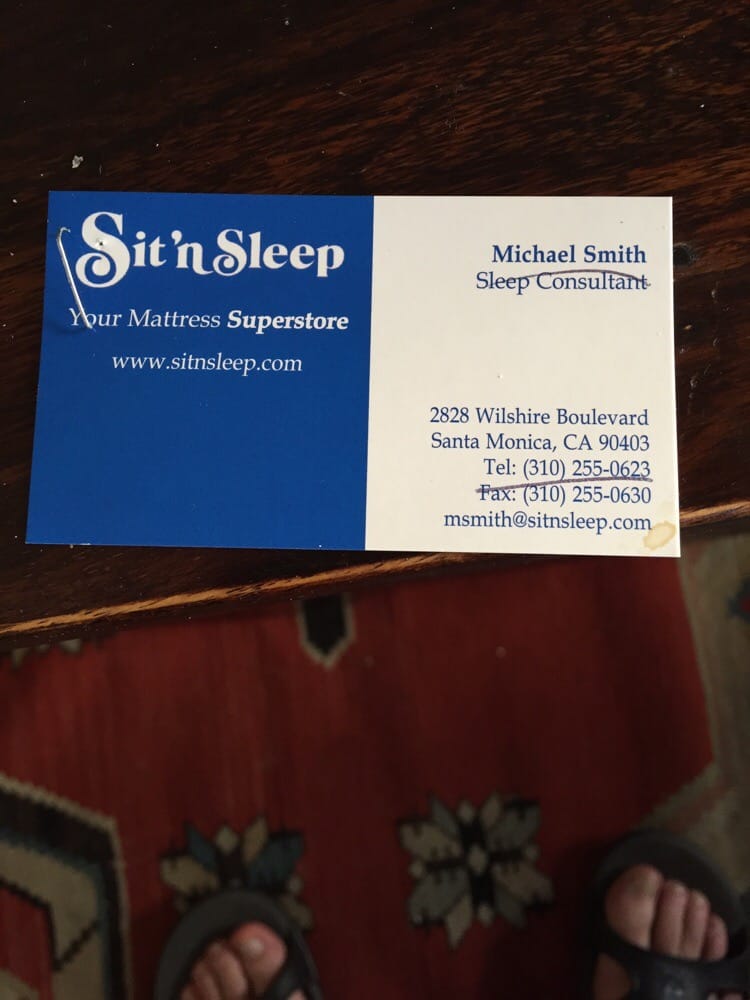 Sit'n Sleep
Your Mattress Superstore
www.sitnsleep.com
Michael Smith
Sleep Consultant
2828 Wilshire Boulevard
Santa Monica, CA 90403
Tel: (310) 255-0623
Fax: (310) 255-0630
msmith@sitnsleep.com